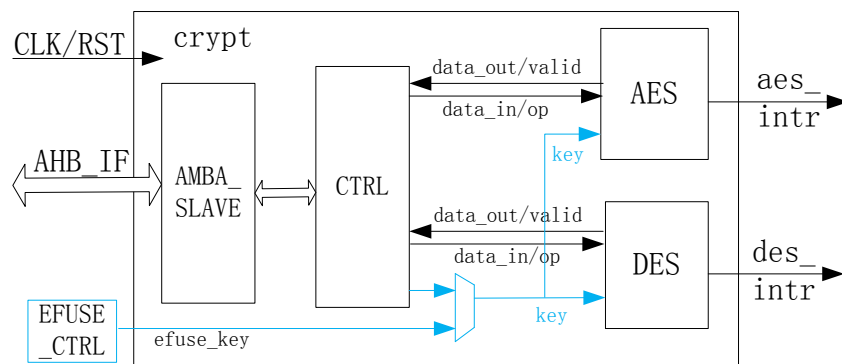 CLK/RST
crypt
data_out/valid
data_in/op
AES
aes_
intr
key
AHB_IF
AMBA_
SLAVE
CTRL
data_out/valid
data_in/op
DES
des_
intr
key
EFUSE
_CTRL
efuse_key